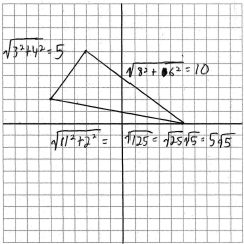 √(3²+4²) = 5
√(8²+6²) = 10
√(11²+2²) = √125 = √25√5 = 5√5